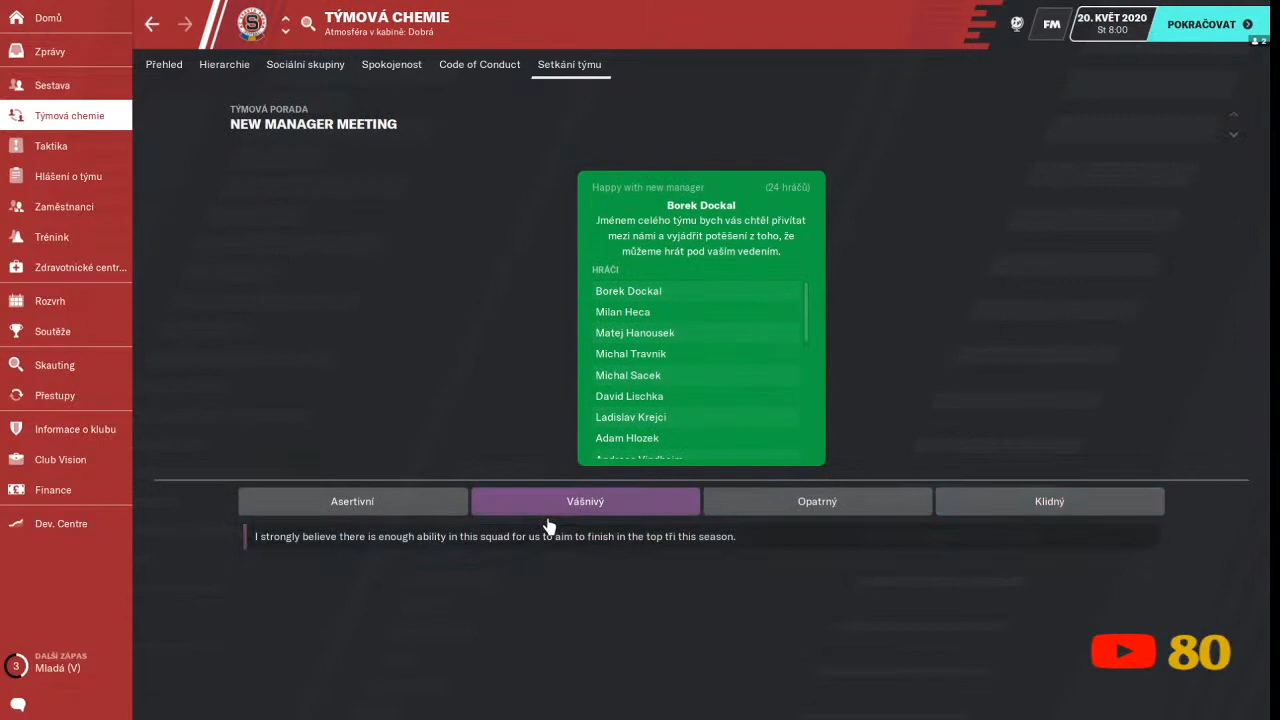 Domů
Zprávy
Sestava
Týmová chemie
Taktika
Hlášení o týmu
Zaměstnanci
Trénink
Zdravotnické centr...
Rozvrh
Soutěže
Skauting
Přestupy
Informace o klubu
Club Vision
Finance
Dev. Centre
3
DALŠÍ ZÁPAS
Mladá (V)
TÝMOVÁ CHEMIE
Atmosféra v kabině: Dobrá
FM
20. KVĚT 2020
St 8:00
POKRAČOVAT
2
Přehled
Hierarchie
Sociální skupiny
Spokojenost
Code of Conduct
Setkání týmu
TÝMOVÁ PORADA
NEW MANAGER MEETING
Happy with new manager (24 hráčů)
Borek Dockal
Jménem celého týmu bych vás chtěl přivítat
mezi námi a vyjádřit potěšení z toho, že
můžeme hrát pod vaším vedením.
HRÁČI
Borek Dockal
Milan Heca
Matej Hanousek
Michal Travnik
Michal Sacek
David Lischka
Ladislav Krejci
Adam Hlozek
Asertivní
Vášnivý
Opatrný
Klidný
I strongly believe there is enough ability in this squad for us to aim to finish in the top tři this season.
80